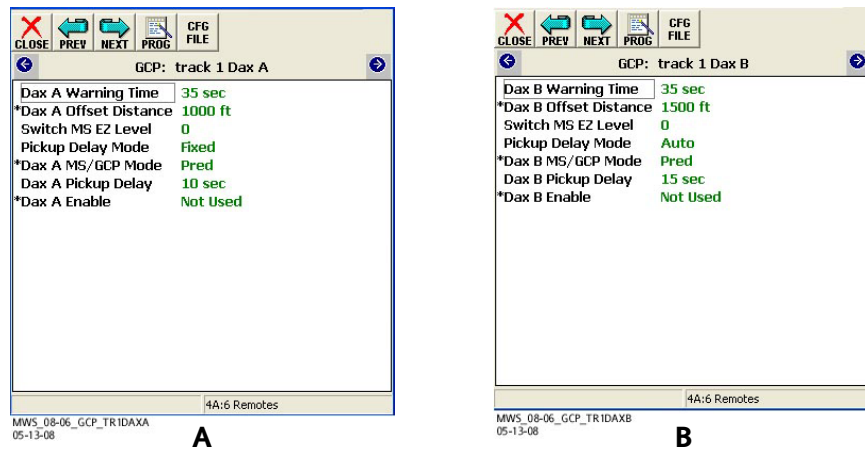 CLOSE PREV NEXT PROG CFG FILE
GCP: track 1 Dax A
Dax A Warning Time 35 sec
*Dax A Offset Distance 1000 ft
Switch MS EZ Level 0
Pickup Delay Mode Fixed
*Dax A MS/GCP Mode Pred
Dax A Pickup Delay 10 sec
*Dax A Enable Not Used
4A:6 Remotes
MWS_08-06_GCP_TR1DAXA
05-13-08
A
CLOSE PREV NEXT PROG CFG FILE
GCP: track 1 Dax B
Dax B Warning Time 35 sec
*Dax B Offset Distance 1500 ft
Switch MS EZ Level 0
Pickup Delay Mode Auto
*Dax B MS/GCP Mode Pred
Dax B Pickup Delay 15 sec
*Dax B Enable Not Used
4A:6 Remotes
MWS_08-06_GCP_TR1DAXB
05-13-08
B